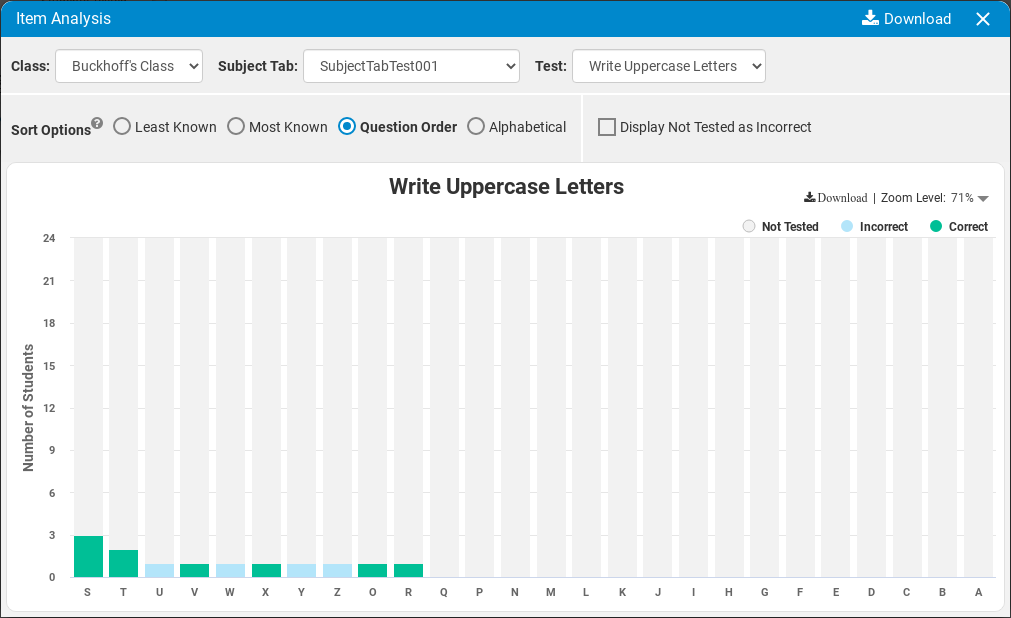 Item Analysis Download
Class: Buckhoff's Class Subject Tab: SubjectTabTest001 Test: Write Uppercase Letters
Sort Options? Least Known Most Known Question Order Alphabetical Display Not Tested as Incorrect
Write Uppercase Letters
Download | Zoom Level: 71%
Not Tested Incorrect Correct
Number of Students
24
21
18
15
12
9
6
3
0
S T U V W X Y Z O R Q P N M L K J I H G F E D C B A